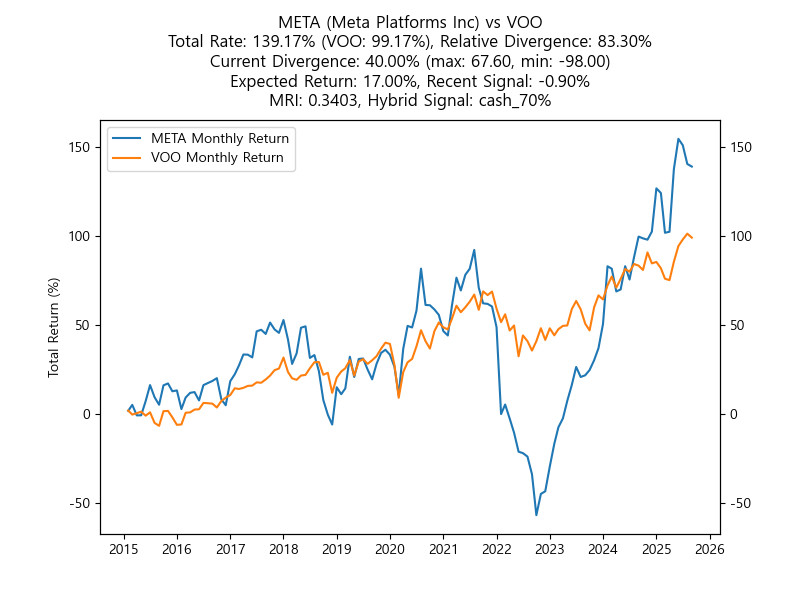 META (Meta Platforms Inc) vs VOO
Total Rate: 139.17% (VOO: 99.17%), Relative Divergence: 83.30%
Current Divergence: 40.00% (max: 67.60, min: -98.00)
Expected Return: 17.00%, Recent Signal: -0.90%
MRI: 0.3403, Hybrid Signal: cash_70%
META Monthly Return
VOO Monthly Return
Total Return (%)
150
100
50
0
-50
150
100
50
0
-50
2015 2016 2017 2018 2019 2020 2021 2022 2023 2024 2025 2026